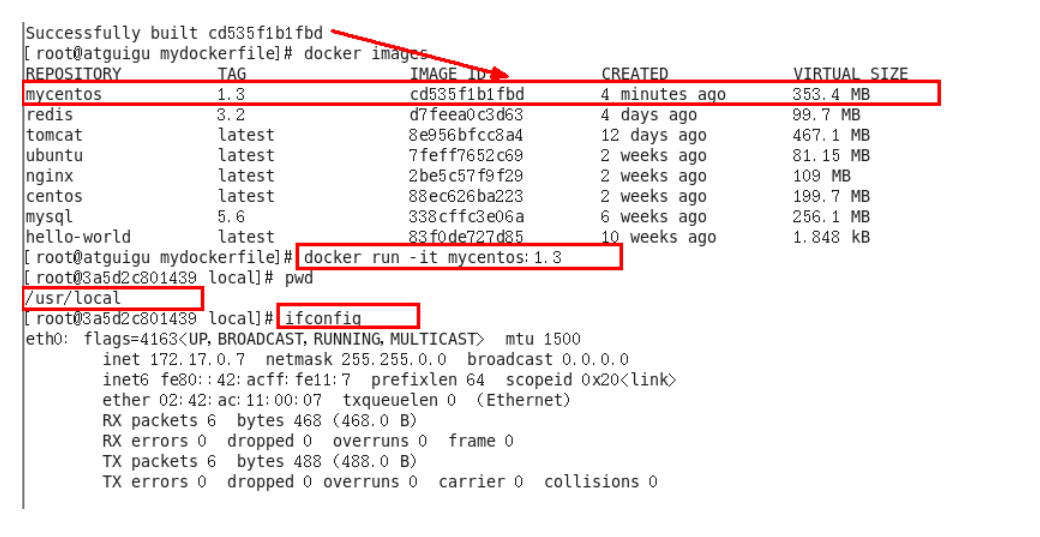 Successfully built cd535f1b1fbd
[root@atguigu mydockerfile]# docker images
REPOSITORY TAG IMAGE ID CREATED VIRTUAL SIZE
mycentos 1.3 cd535f1b1fbd 4 minutes ago 353.4 MB
redis 3.2 d7feea0c3d63 4 days ago 99.7 MB
tomcat latest 8e956bfcc8a4 12 days ago 467.1 MB
ubuntu latest 7feff7652c69 2 weeks ago 81.15 MB
nginx latest 2be5c57f9f29 2 weeks ago 109 MB
centos latest 88ec626ba223 2 weeks ago 199.7 MB
mysql 5.6 338cffc3e06a 6 weeks ago 256.1 MB
hello-world latest 83f0de727d85 10 weeks ago 1.848 kB
[root@atguigu mydockerfile]# docker run -it mycentos:1.3
[root@3a5d2c801439 local]# pwd
/usr/local
[root@3a5d2c801439 local]# ifconfig
eth0: flags=4163<UP,BROADCAST,RUNNING,MULTICAST> mtu 1500
inet 172.17.0.7 netmask 255.255.0.0 broadcast 0.0.0.0
inet6 fe80::42:acff:fe11:7 prefixlen 64 scopeid 0x20<link>
ether 02:42:ac:11:00:07 txqueuelen 0 (Ethernet)
RX packets 6 bytes 468 (468.0 B)
RX errors 0 dropped 0 overruns 0 frame 0
TX packets 6 bytes 488 (488.0 B)
TX errors 0 dropped 0 overruns 0 carrier 0 collisions 0